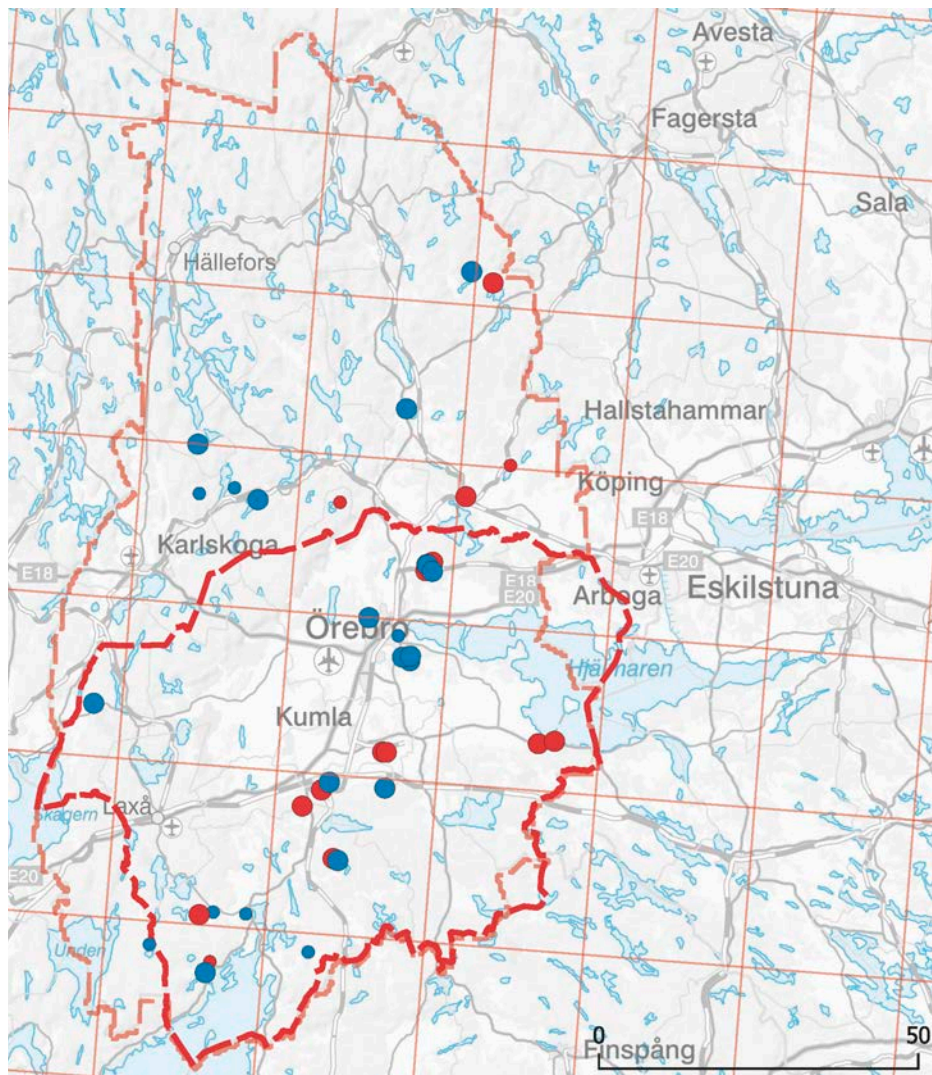 Avesta
Fagersta
Sala
Hällefors
Hallstahammar
Köping
E18
Karlskoga
E18
E20
E18
E20
Arboga
Eskilstuna
Örebro
Hjälmaren
Kumla
Skagern
Laxå
E20
Unden
0
50
Finspång